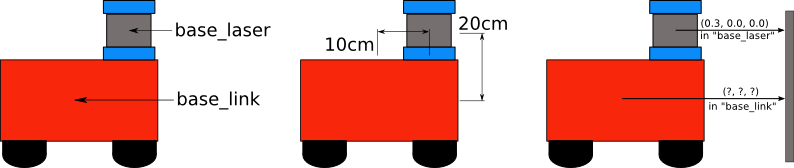 base_laser
base_link
10cm
20cm
(0.3, 0.0, 0.0)
in "base_laser"
(?, ?, ?)
in "base_link"